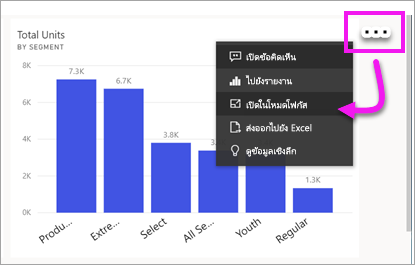 Total Units
BY SEGMENT
8K
6K
4K
2K
0K
7.3K
6.7K
3.8K
3.
1.3K
Produ...
Extre...
Select
All Se...
Youth
Regular
เปิดข้อคิดเห็น
ไปยังรายงาน
เปิดในโหมดโฟกัส
ส่งออกไปยัง Excel
ดูข้อมูลเชิงลึก